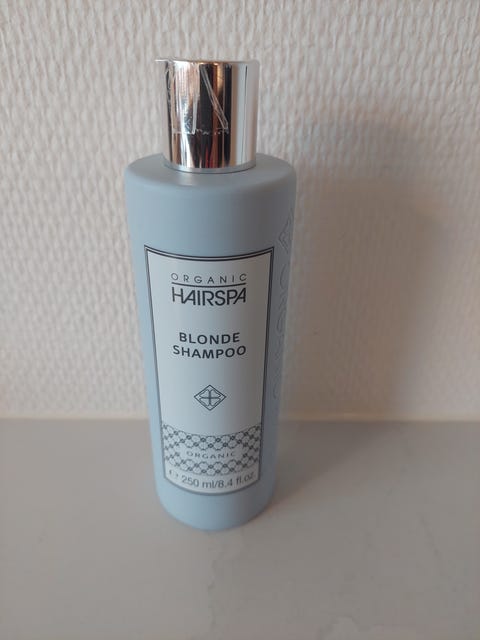 ORGANIC
HAIRSPA
BLONDE
SHAMPOO
ORGANIC
℮ 250 ml/8.4 fl.oz